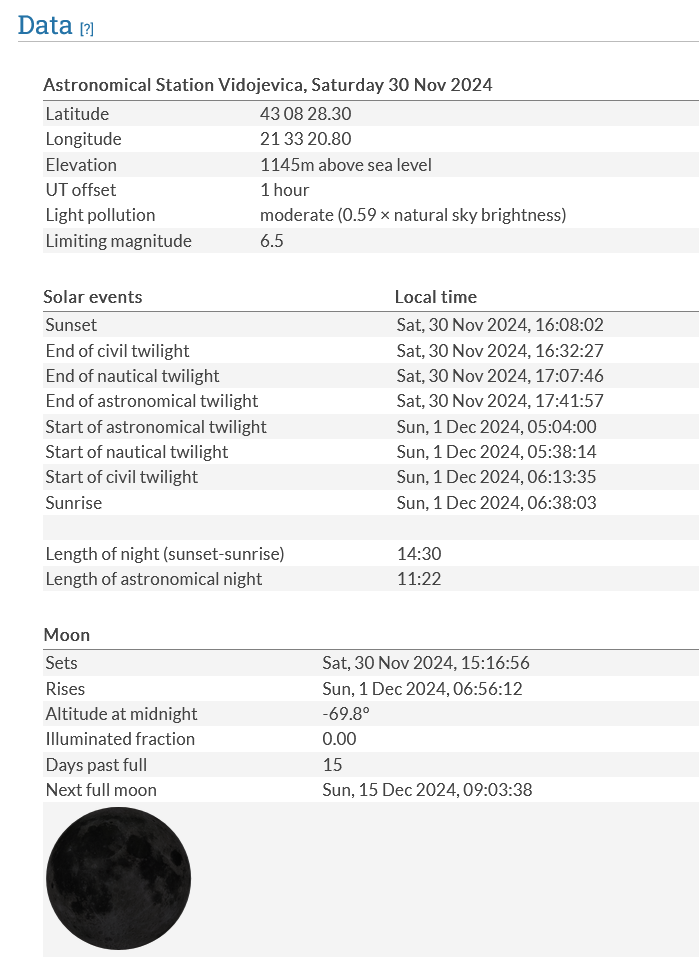 Data [?]
Astronomical Station Vidojevica, Saturday 30 Nov 2024
Latitude 43 08 28.30
Longitude 21 33 20.80
Elevation 1145m above sea level
UT offset 1 hour
Light pollution moderate (0.59 × natural sky brightness)
Limiting magnitude 6.5
Solar events Local time
Sunset Sat, 30 Nov 2024, 16:08:02
End of civil twilight Sat, 30 Nov 2024, 16:32:27
End of nautical twilight Sat, 30 Nov 2024, 17:07:46
End of astronomical twilight Sat, 30 Nov 2024, 17:41:57
Start of astronomical twilight Sun, 1 Dec 2024, 05:04:00
Start of nautical twilight Sun, 1 Dec 2024, 05:38:14
Start of civil twilight Sun, 1 Dec 2024, 06:13:35
Sunrise Sun, 1 Dec 2024, 06:38:03
Length of night (sunset-sunrise) 14:30
Length of astronomical night 11:22
Moon
Sets Sat, 30 Nov 2024, 15:16:56
Rises Sun, 1 Dec 2024, 06:56:12
Altitude at midnight -69.8º
Illuminated fraction 0.00
Days past full 15
Next full moon Sun, 15 Dec 2024, 09:03:38